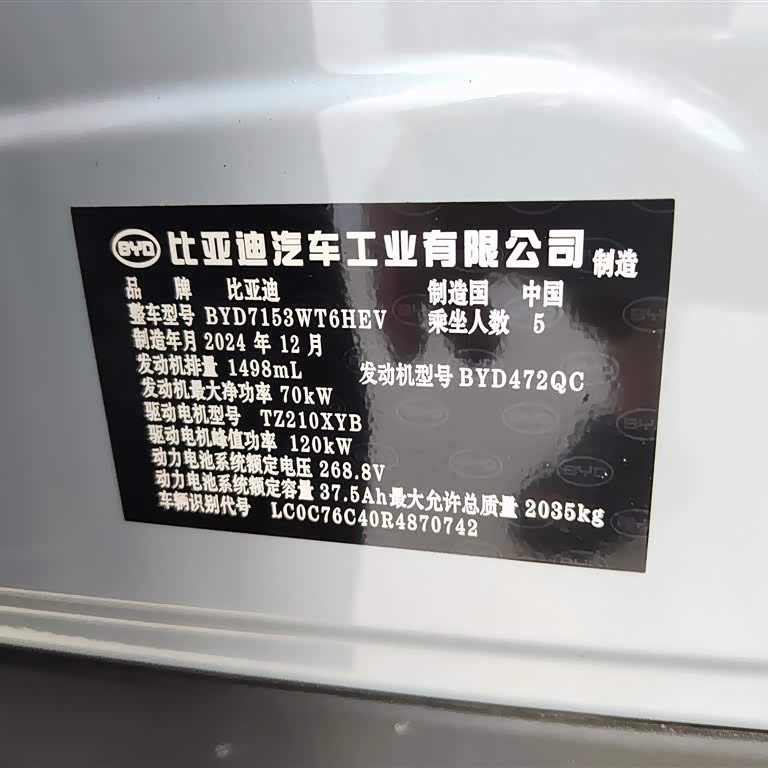 BYD 比亚迪汽车工业有限公司 制造
品 牌 比亚迪 制造国 中国
整车型号 BYD7153WT6HEV 乘坐人数 5
制造年月 2024 年 12 月
发动机排量 1498mL 发动机型号 BYD472QC
发动机最大净功率 70kW
驱动电机型号 TZ210XYB
驱动电机峰值功率 120kW
动力电池系统额定电压 268.8V
动力电池系统额定容量 37.5Ah 最大允许总质量 2035kg
车辆识别代号 LC0C76C40R4870742